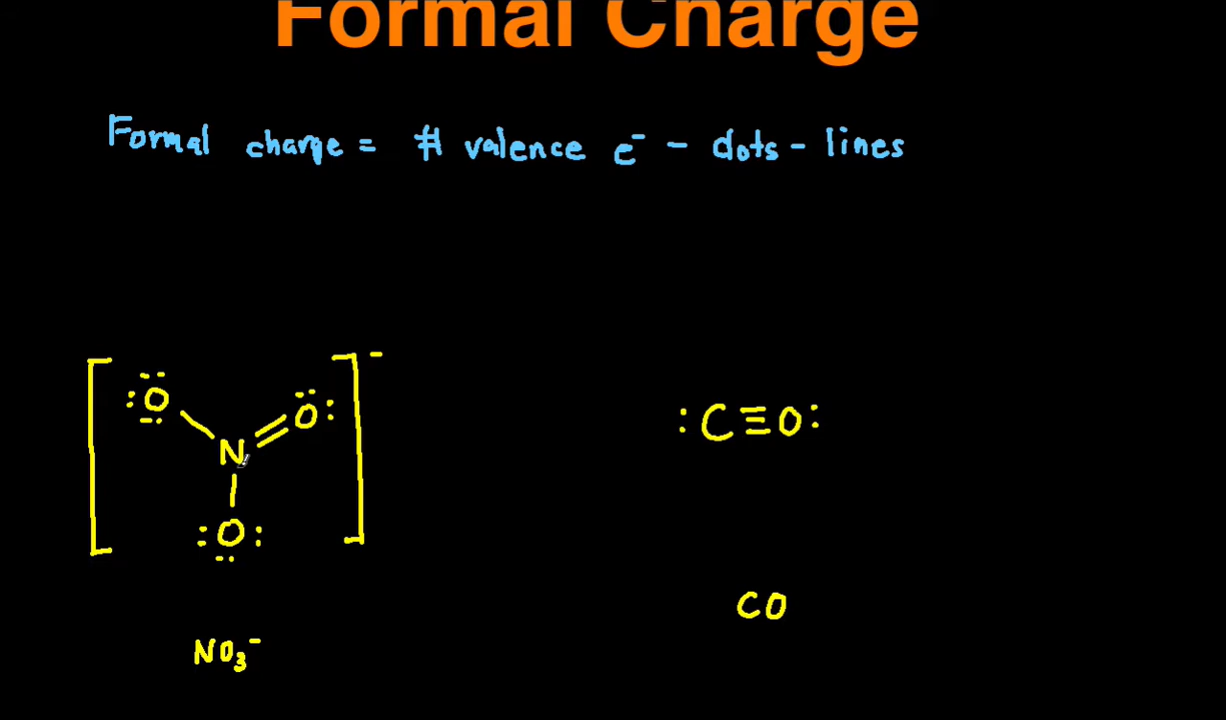 Formal Charge
Formal charge = # valence e⁻ - dots - lines
[ :O N = O: ]⁻
:O:
:C≡O:
CO
NO₃⁻